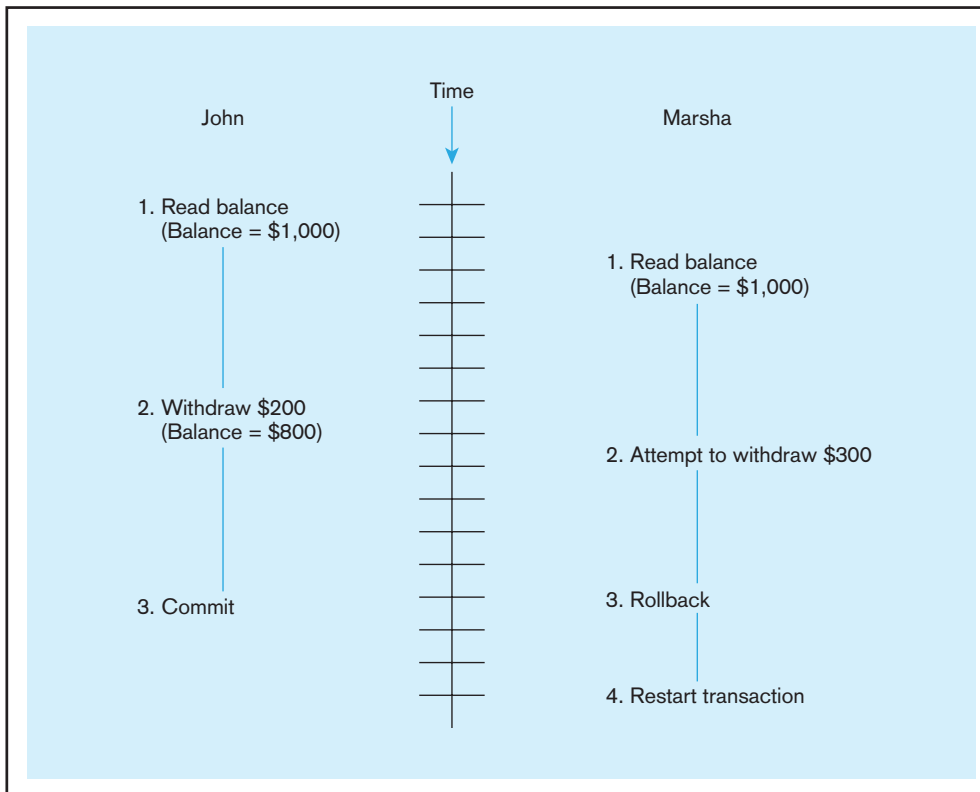 Time
John
Marsha
1. Read balance
(Balance = $1,000)
1. Read balance
(Balance = $1,000)
2. Withdraw $200
(Balance = $800)
2. Attempt to withdraw $300
3. Commit
3. Rollback
4. Restart transaction